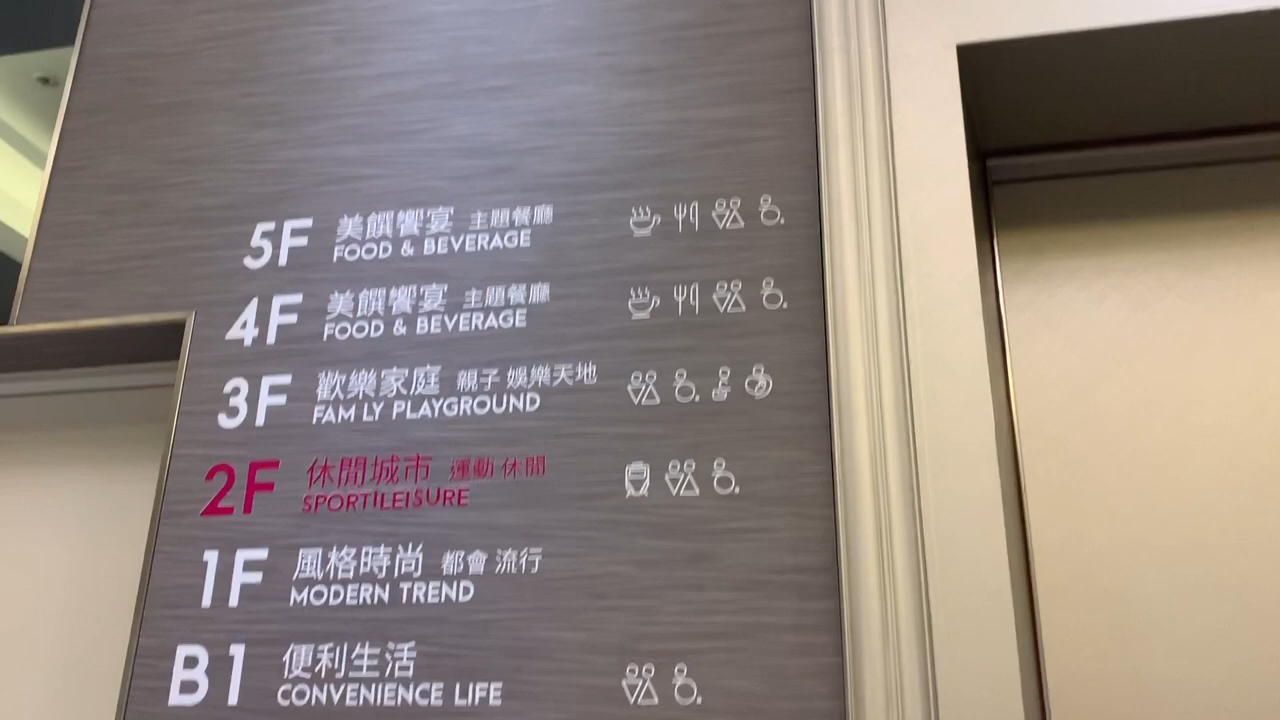 5F 美饌饗宴 主題餐廳
FOOD & BEVERAGE
4F 美饌饗宴 主題餐廳
FOOD & BEVERAGE
3F 歡樂家庭 親子 娛樂天地
FAM LY PLAYGROUND
2F 休閒城市 運動 休閒
SPORTILEISURE
1F 風格時尚 都會 流行
MODERN TREND
B1 便利生活
CONVENIENCE LIFE